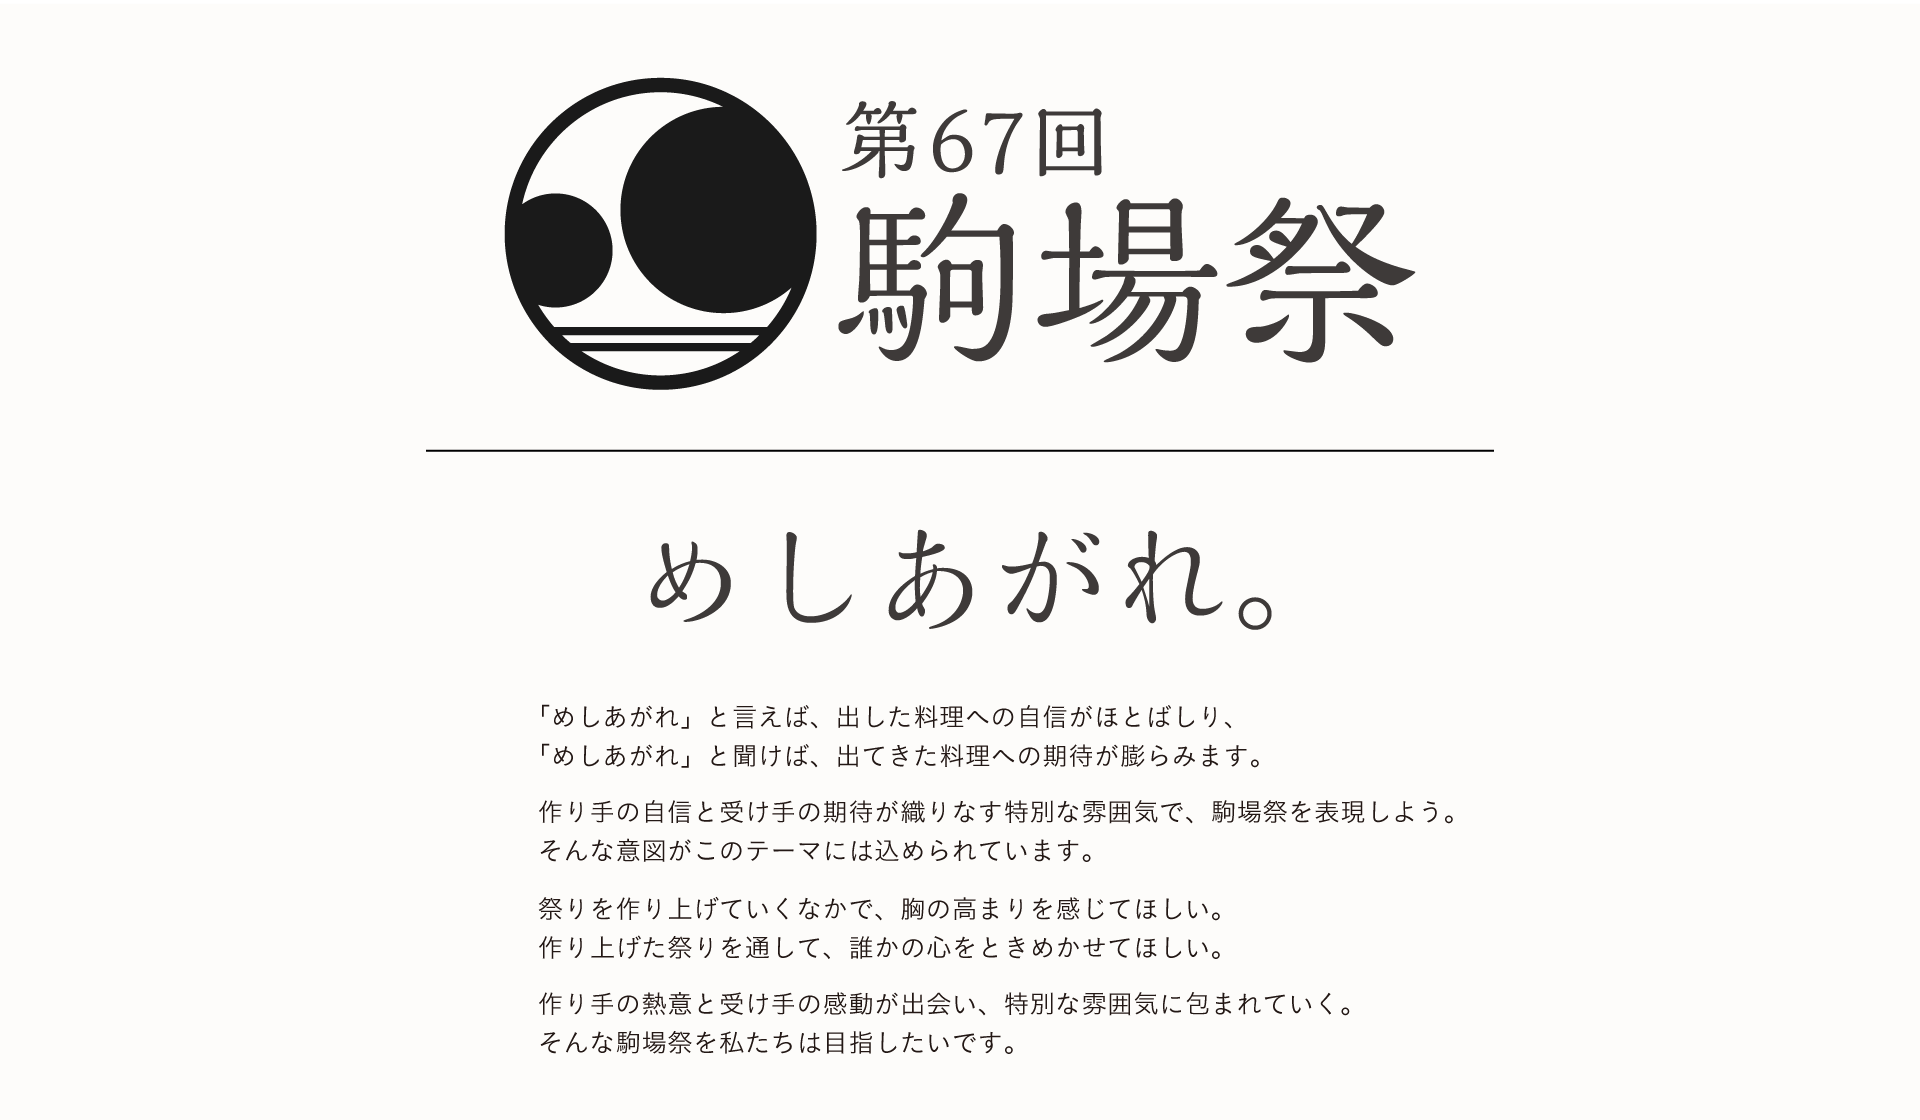 第67回
駒場祭
めしあがれ。
「めしあがれ」と言えば、出した料理への自信がほとばしり、
「めしあがれ」と聞けば、出てきた料理への期待が膨らみます。
作り手の自信と受け手の期待が織りなす特別な雰囲気で、駒場祭を表現しよう。
そんな意図がこのテーマには込められています。
祭りを作り上げていくなかで、胸の高まりを感じてほしい。
作り上げた祭りを通して、誰かの心をときめかせてほしい。
作り手の熱意と受け手の感動が出会い、特別な雰囲気に包まれていく。
そんな駒場祭を私たちは目指したいです。